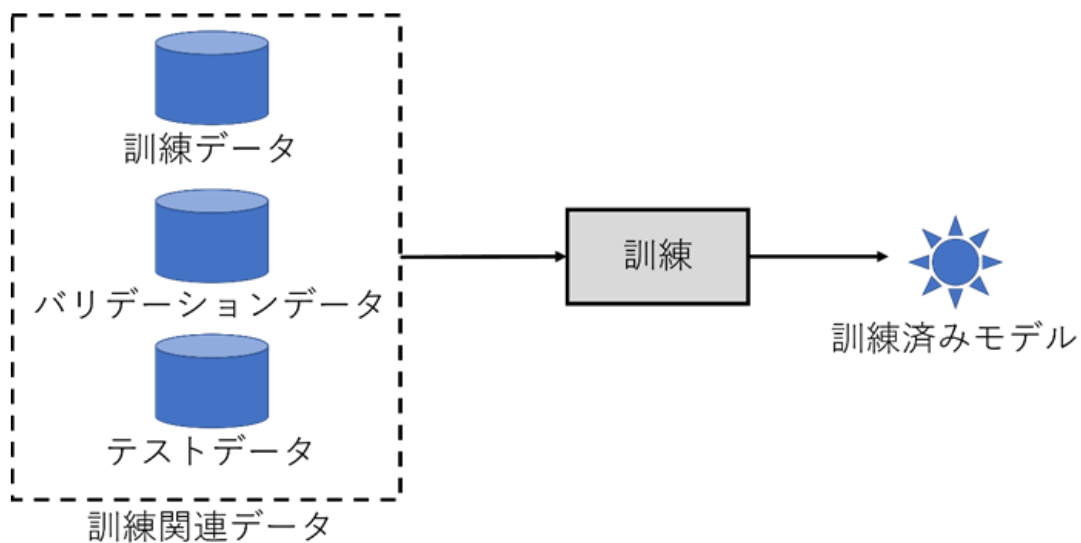 訓練データ
バリデーションデータ
テストデータ
訓練関連データ
訓練
訓練済みモデル